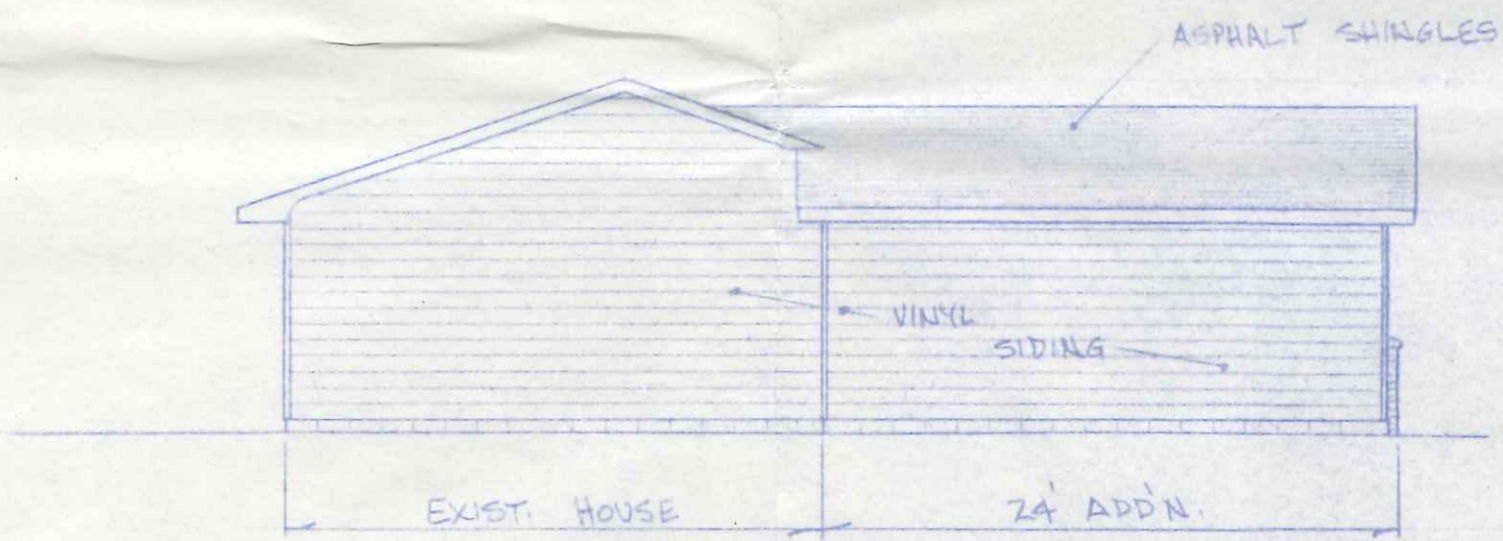 ASPHALT SHINGLES
VINYL
SIDING
EXIST. HOUSE
24' ADD'N.